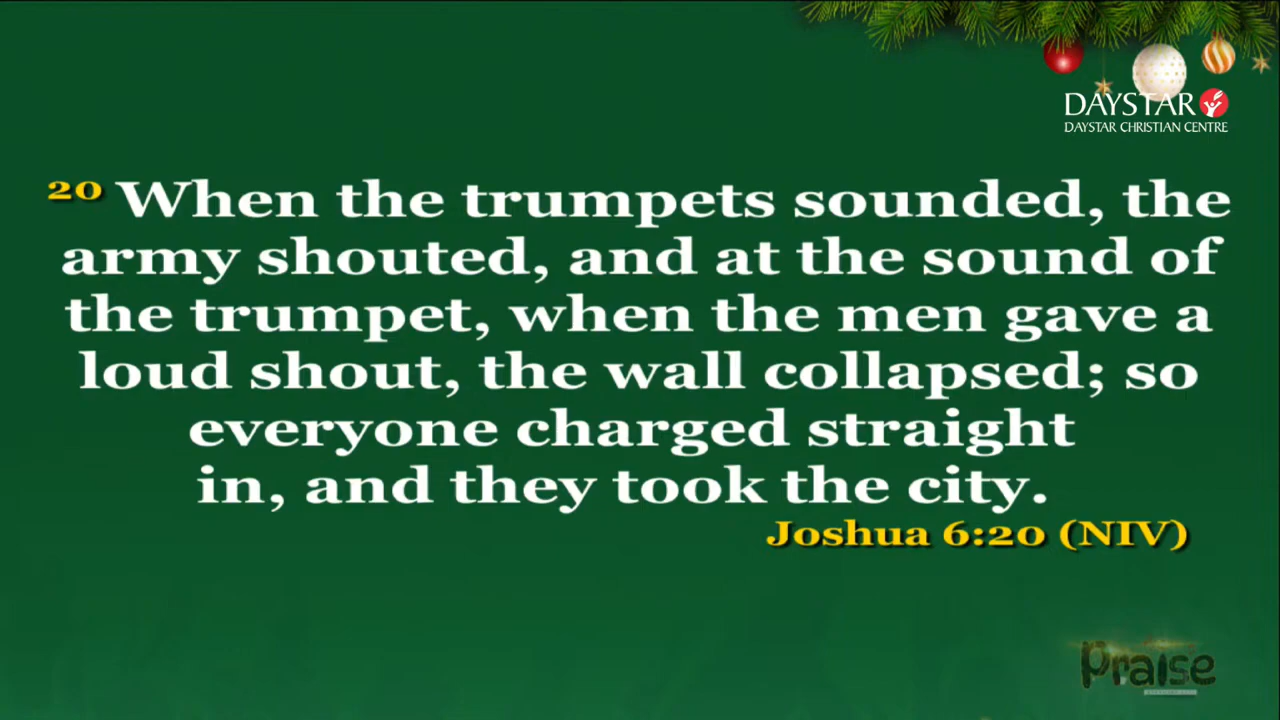 DAYSTAR
DAYSTAR CHRISTIAN CENTRE
20 When the trumpets sounded, the
army shouted, and at the sound of
the trumpet, when the men gave a
loud shout, the wall collapsed; so
everyone charged straight
in, and they took the city.
Joshua 6:20 (NIV)
Praise